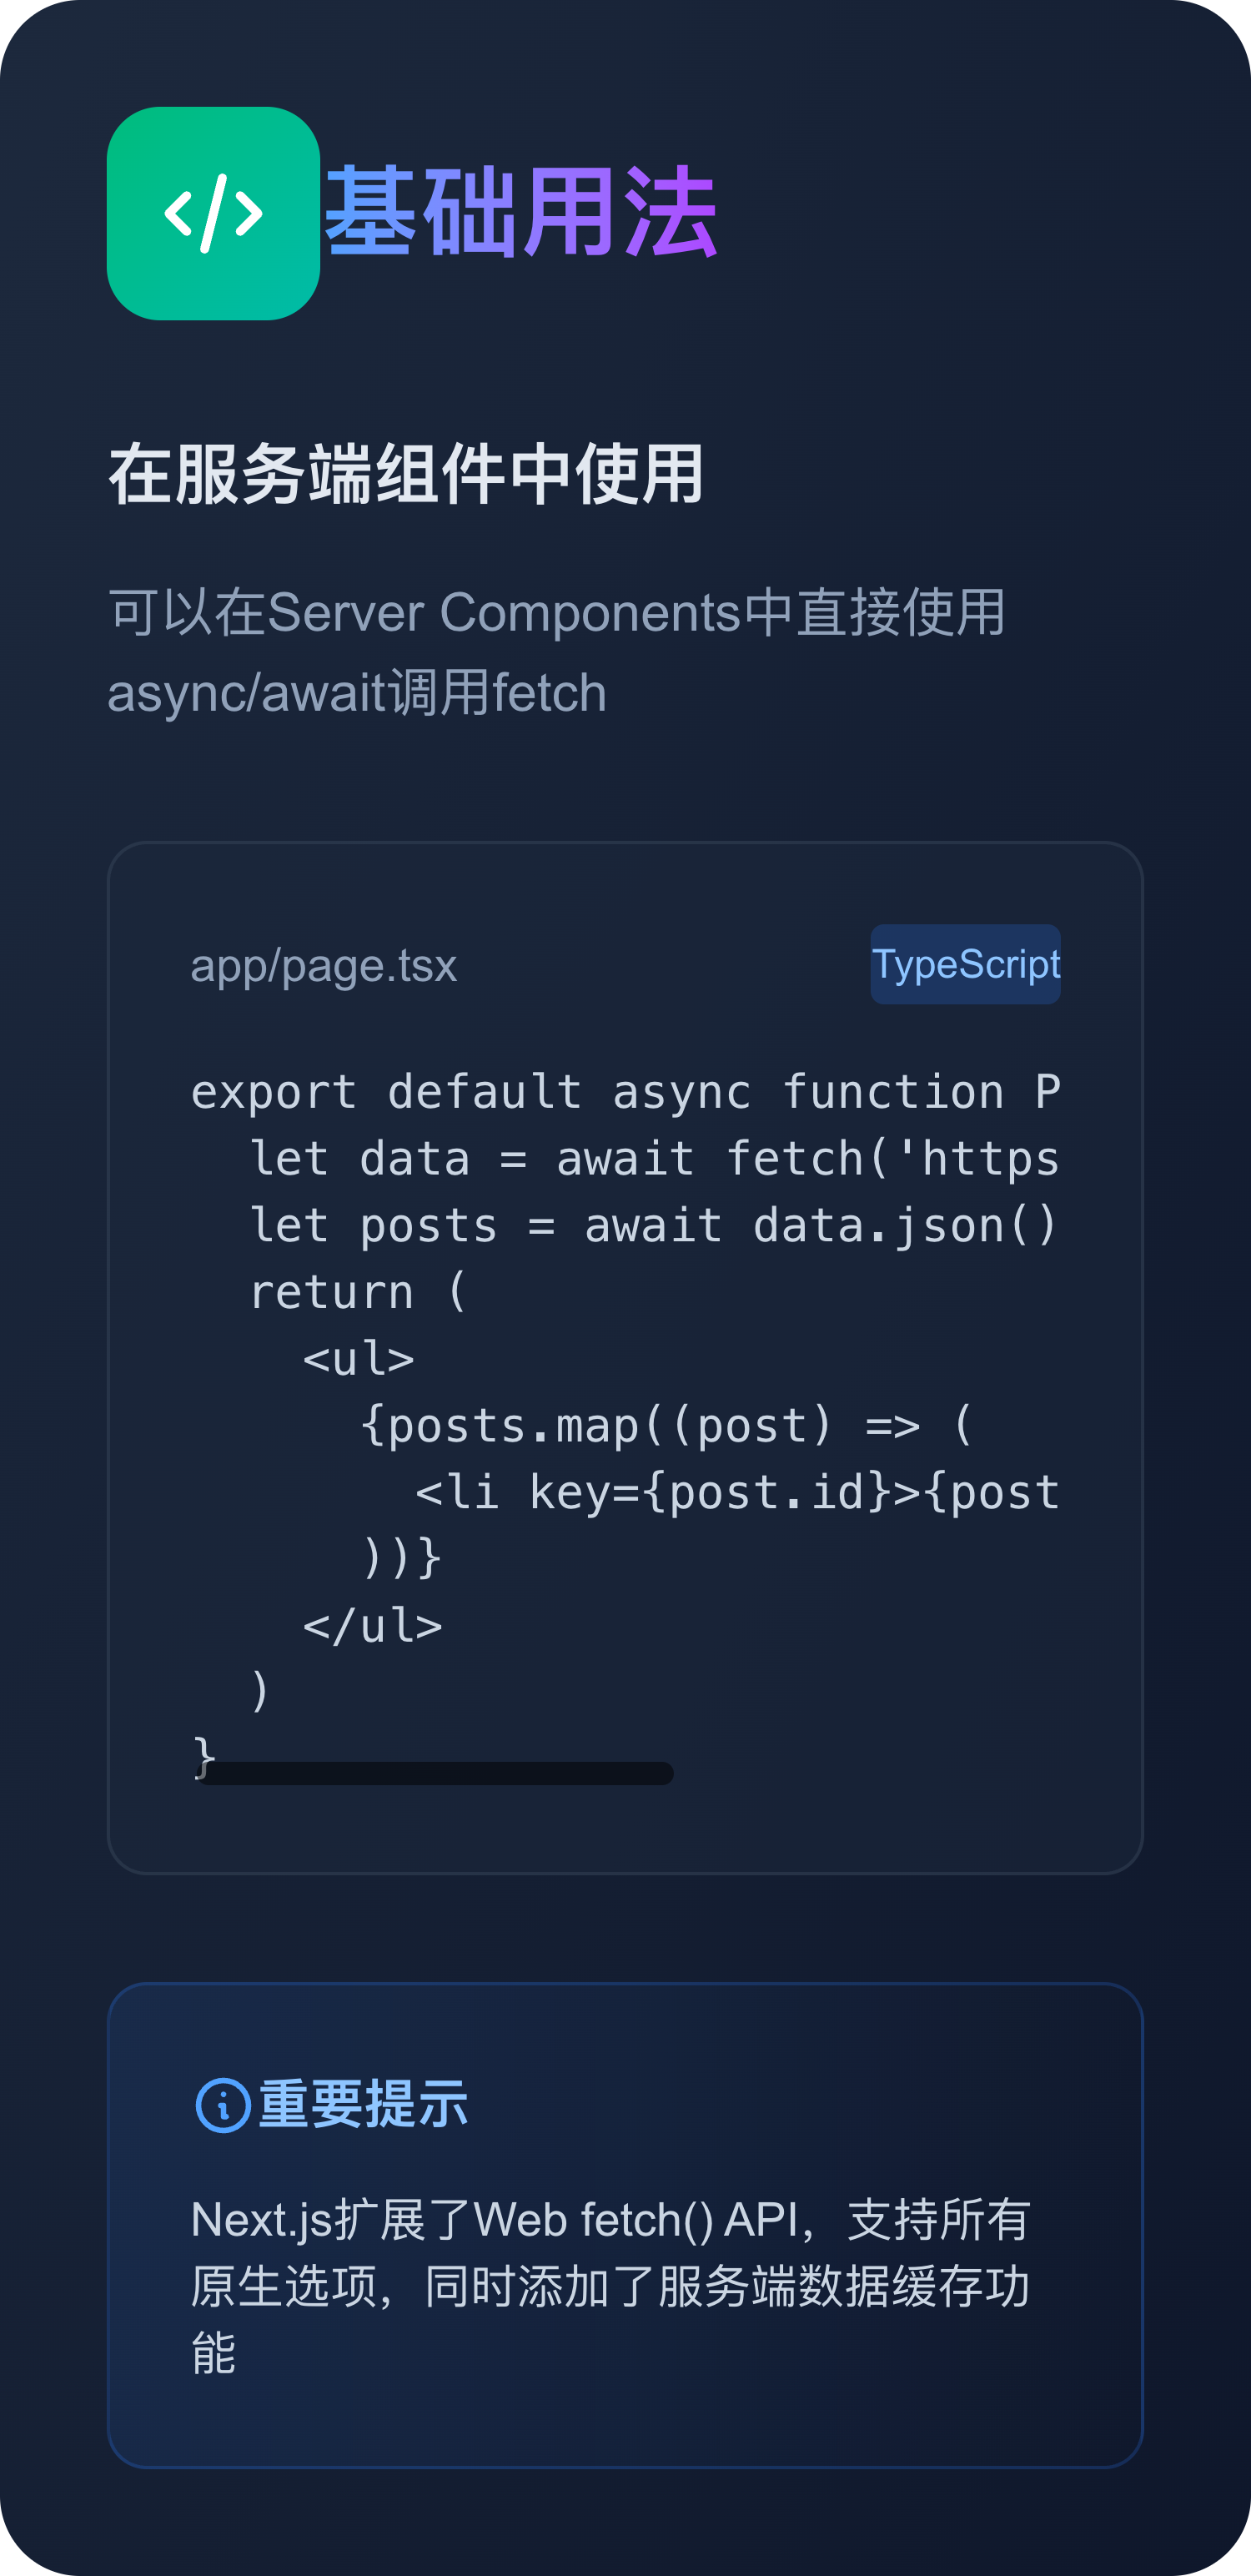 基础用法
在服务端组件中使用
可以在Server Components中直接使用
async/await调用fetch
app/page.tsx
TypeScript
export default async function P
  let data = await fetch('https
  let posts = await data.json()
  return (
    <ul>
      {posts.map((post) => (
        <li key={post.id}>{post
      ))}
    </ul>
  )
}
重要提示
Next.js扩展了Web fetch() API，支持所有
原生选项，同时添加了服务端数据缓存功
能